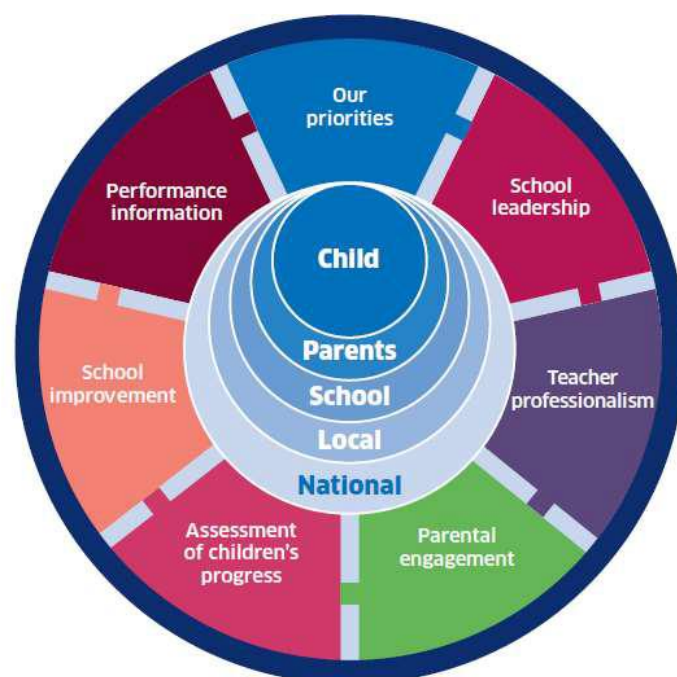 Our
priorities
School
leadership
Teacher
professionalism
Parental
engagement
Assessment
of children's
progress
School
improvement
Performance
information
Child
Parents
School
Local
National